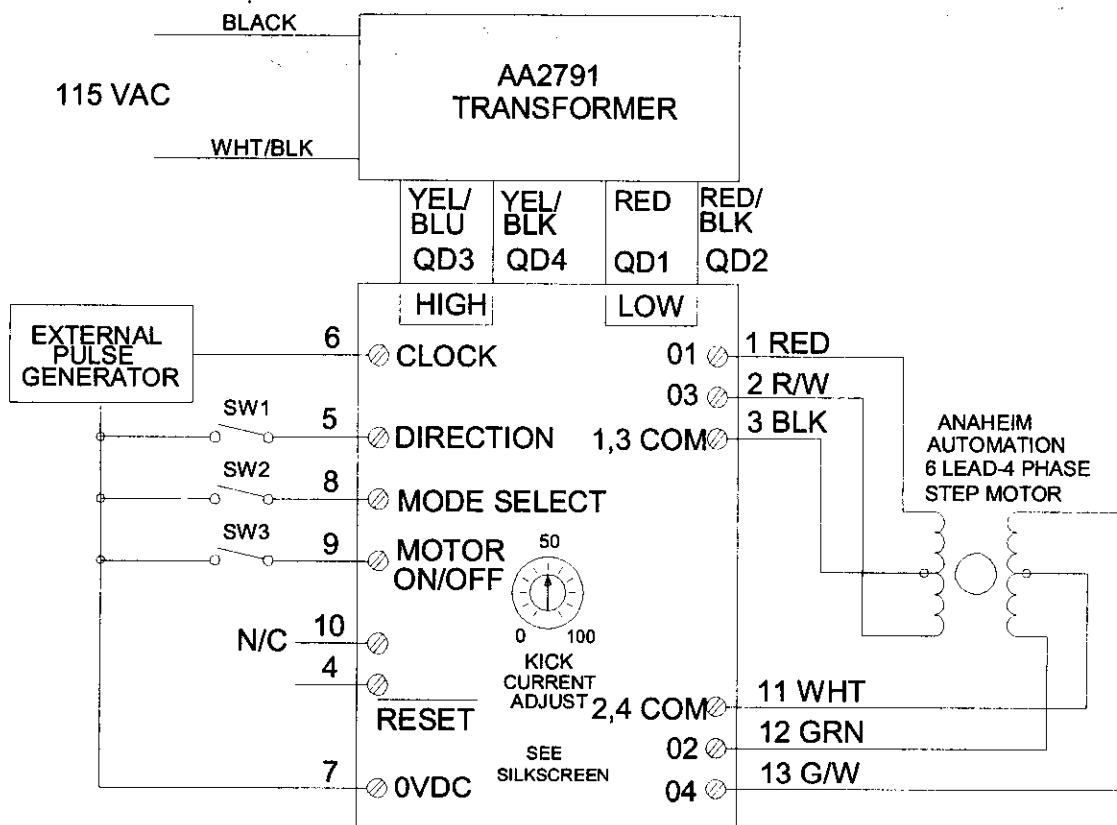 BLACK
115 VAC
WHT/BLK
AA2791
TRANSFORMER
YEL/
BLU
QD3
YEL/
BLK
QD4
RED
QD1
RED/
BLK
QD2
HIGH
LOW
EXTERNAL
PULSE
GENERATOR
6
CLOCK
SW1
5
DIRECTION
SW2
8
MODE SELECT
SW3
9
MOTOR
ON/OFF
N/C
10
4
RESET
7
0VDC
50
0
100
KICK
CURRENT
ADJUST
SEE
SILKSCREEN
01
1 RED
03
2 R/W
1,3 COM
3 BLK
2,4 COM
11 WHT
02
12 GRN
04
13 G/W
ANAHEIM
AUTOMATION
6 LEAD-4 PHASE
STEP MOTOR